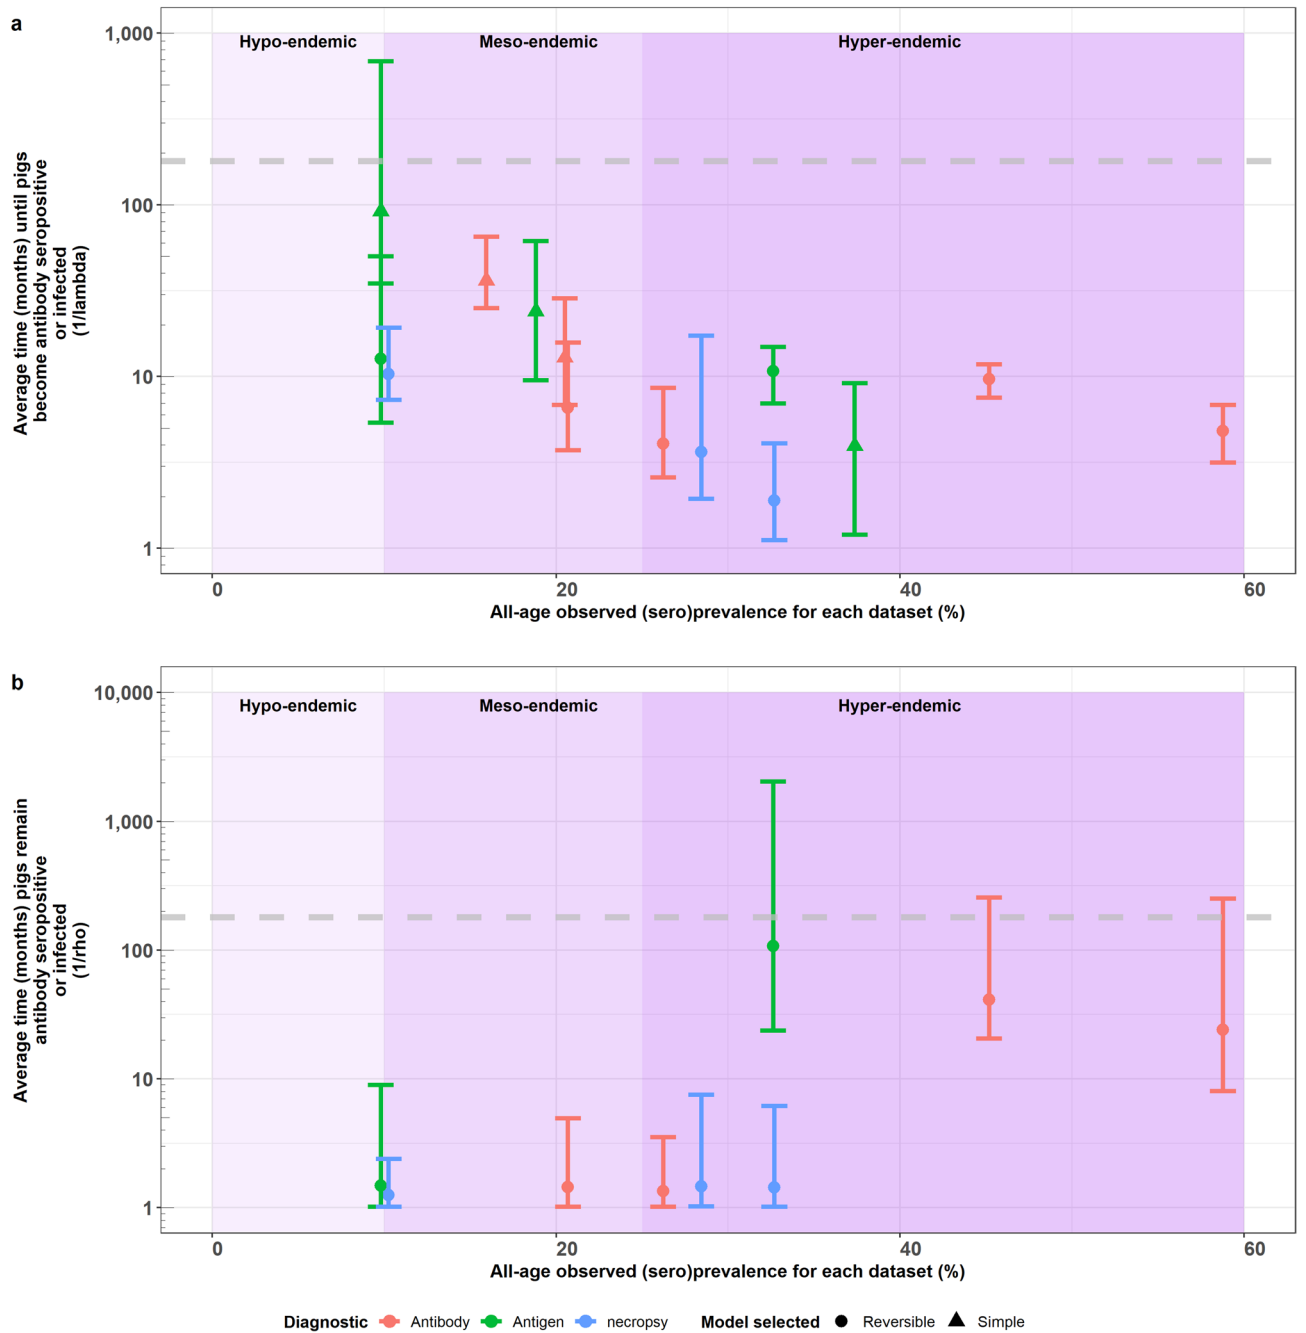 a
Hypo-endemic Meso-endemic Hyper-endemic
1,000
100
10
1
Average time (months) until pigs
become antibody seropositive
or infected
(1/lambda)
0 20 40 60
All-age observed (sero)prevalence for each dataset (%)
b
Hypo-endemic Meso-endemic Hyper-endemic
10,000
1,000
100
10
1
Average time (months) pigs remain
antibody seropositive
or infected
(1/rho)
0 20 40 60
All-age observed (sero)prevalence for each dataset (%)
Diagnostic Antibody Antigen necropsy Model selected Reversible Simple